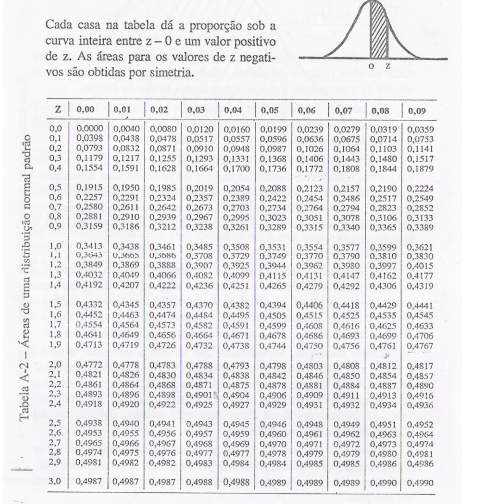 Cada casa na tabela dá a proporção sob a
curva inteira entre z – 0 e um valor positivo
de z. As áreas para os valores de z negati-
vos são obtidas por simetria.
0 z
Tabela A-2 – Áreas de uma distribuição normal padrão
Z 0,00 0,01 0,02 0,03 0,04 0,05 0,06 0,07 0,08 0,09
0,0 0,0000 0,0040 0,0080 0,0120 0,0160 0,0199 0,0239 0,0279 0,0319 0,0359
0,1 0,0398 0,0438 0,0478 0,0517 0,0557 0,0596 0,0636 0,0675 0,0714 0,0753
0,2 0,0793 0,0832 0,0871 0,0910 0,0948 0,0987 0,1026 0,1064 0,1103 0,1141
0,3 0,1179 0,1217 0,1255 0,1293 0,1331 0,1368 0,1406 0,1443 0,1480 0,1517
0,4 0,1554 0,1591 0,1628 0,1664 0,1700 0,1736 0,1772 0,1808 0,1844 0,1879
0,5 0,1915 0,1950 0,1985 0,2019 0,2054 0,2088 0,2123 0,2157 0,2190 0,2224
0,6 0,2257 0,2291 0,2324 0,2357 0,2389 0,2422 0,2454 0,2486 0,2517 0,2549
0,7 0,2580 0,2611 0,2642 0,2673 0,2703 0,2734 0,2764 0,2794 0,2823 0,2852
0,8 0,2881 0,2910 0,2939 0,2967 0,2995 0,3023 0,3051 0,3078 0,3106 0,3133
0,9 0,3159 0,3186 0,3212 0,3238 0,3261 0,3289 0,3315 0,3340 0,3365 0,3389
1,0 0,3413 0,3438 0,3461 0,3485 0,3508 0,3531 0,3554 0,3577 0,3599 0,3621
1,1 0,3643 0,3665 0,3686 0,3708 0,3729 0,3749 0,3770 0,3790 0,3810 0,3830
1,2 0,3849 0,3869 0,3888 0,3907 0,3925 0,3944 0,3962 0,3980 0,3997 0,4015
1,3 0,4032 0,4049 0,4066 0,4082 0,4099 0,4115 0,4131 0,4147 0,4162 0,4177
1,4 0,4192 0,4207 0,4222 0,4236 0,4251 0,4265 0,4279 0,4292 0,4306 0,4319
1,5 0,4332 0,4345 0,4357 0,4370 0,4382 0,4394 0,4406 0,4418 0,4429 0,4441
1,6 0,4452 0,4463 0,4474 0,4484 0,4495 0,4505 0,4515 0,4525 0,4535 0,4545
1,7 0,4554 0,4564 0,4573 0,4582 0,4591 0,4599 0,4608 0,4616 0,4625 0,4633
1,8 0,4641 0,4649 0,4656 0,4664 0,4671 0,4678 0,4686 0,4693 0,4699 0,4706
1,9 0,4713 0,4719 0,4726 0,4732 0,4738 0,4744 0,4750 0,4756 0,4761 0,4767
2,0 0,4772 0,4778 0,4783 0,4788 0,4793 0,4798 0,4803 0,4808 0,4812 0,4817
2,1 0,4821 0,4826 0,4830 0,4834 0,4838 0,4842 0,4846 0,4850 0,4854 0,4857
2,2 0,4861 0,4864 0,4868 0,4871 0,4875 0,4878 0,4881 0,4884 0,4887 0,4890
2,3 0,4893 0,4896 0,4898 0,4901 0,4904 0,4906 0,4909 0,4911 0,4913 0,4916
2,4 0,4918 0,4920 0,4922 0,4925 0,4927 0,4929 0,4931 0,4932 0,4934 0,4936
2,5 0,4938 0,4940 0,4941 0,4943 0,4945 0,4946 0,4948 0,4949 0,4951 0,4952
2,6 0,4953 0,4955 0,4956 0,4957 0,4959 0,4960 0,4961 0,4962 0,4963 0,4964
2,7 0,4965 0,4966 0,4967 0,4968 0,4969 0,4970 0,4971 0,4972 0,4973 0,4974
2,8 0,4974 0,4975 0,4976 0,4977 0,4977 0,4978 0,4979 0,4979 0,4980 0,4981
2,9 0,4981 0,4982 0,4982 0,4983 0,4984 0,4984 0,4985 0,4985 0,4986 0,4986
3,0 0,4987 0,4987 0,4987 0,4988 0,4988 0,4989 0,4989 0,4989 0,4990 0,4990